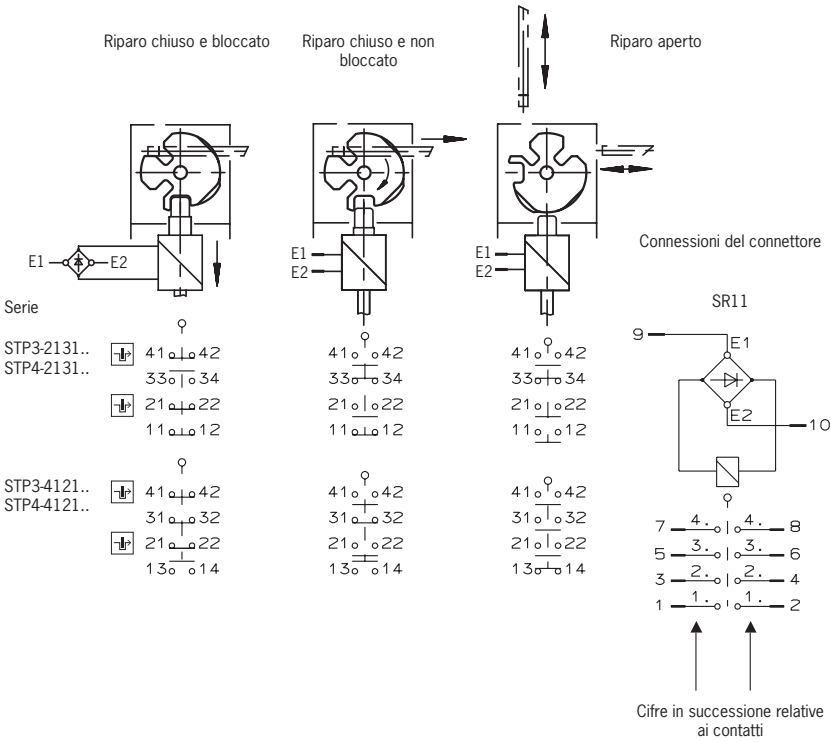 Riparo chiuso e bloccato
Riparo chiuso e non
bloccato
Riparo aperto
E1
E2
E1
E2
E1
E2
Connessioni del connettore
SR11
Serie
STP3-2131..
STP4-2131..
41 42
33 34
21 22
11 12
41 42
33 34
21 22
11 12
41 42
33 34
21 22
11 12
STP3-4121..
STP4-4121..
41 42
31 32
21 22
13 14
41 42
31 32
21 22
13 14
41 42
31 32
21 22
13 14
9
E1
E2
10
7 4. 4. 8
5 3. 3. 6
3 2. 2. 4
1 1. 1. 2
Cifre in successione relative
ai contatti